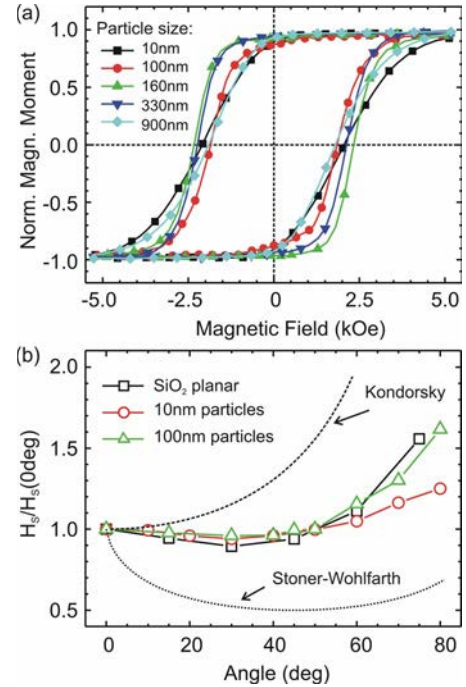 (a)
Particle size:
10nm
100nm
160nm
330nm
900nm
1.0
0.5
0.0
-0.5
-1.0
Norm. Magn. Moment
-5.0 -2.5 0 2.5 5.0
Magnetic Field (kOe)
(b)
SiO₂ planar
10nm particles
100nm particles
Kondorsky
Stoner-Wohlfarth
2.0
1.5
1.0
0.5
Hs/Hs(0deg)
0 20 40 60 80
Angle (deg)